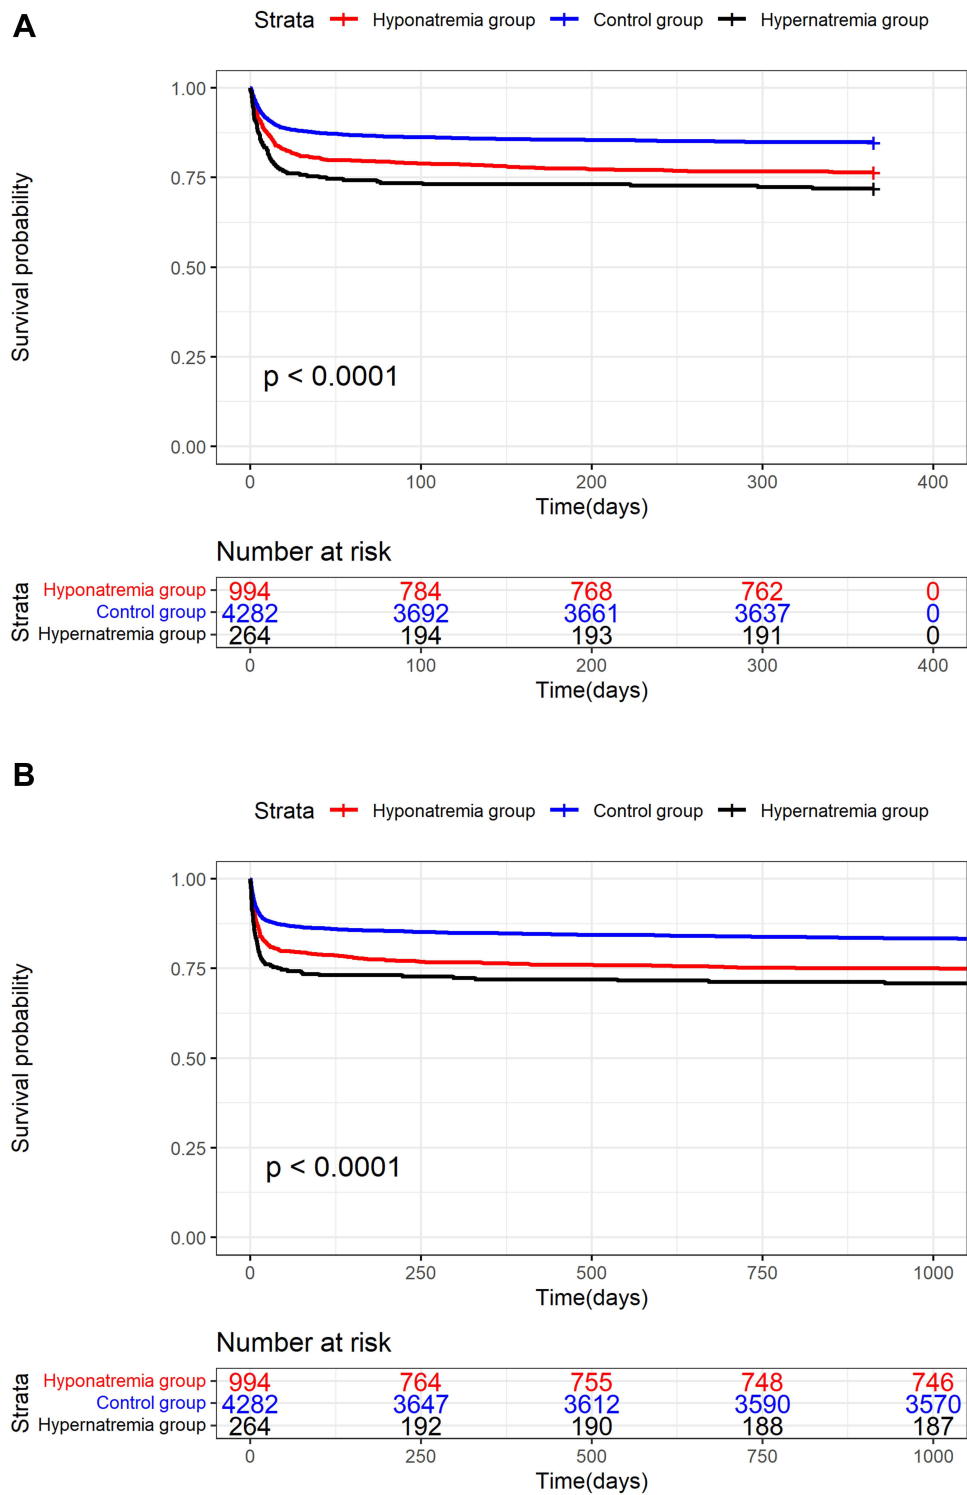 A
Strata Hyponatremia group Control group Hypernatremia group
1.00
0.75
0.50
0.25
0.00
Survival probability
p < 0.0001
0 100 200 300 400
Time(days)
Number at risk
Strata
Hyponatremia group 994 784 768 762 0
Control group 4282 3692 3661 3637 0
Hypernatremia group 264 194 193 191 0
0 100 200 300 400
Time(days)
B
Strata Hyponatremia group Control group Hypernatremia group
1.00
0.75
0.50
0.25
0.00
Survival probability
p < 0.0001
0 250 500 750 1000
Time(days)
Number at risk
Strata
Hyponatremia group 994 764 755 748 746
Control group 4282 3647 3612 3590 3570
Hypernatremia group 264 192 190 188 187
0 250 500 750 1000
Time(days)